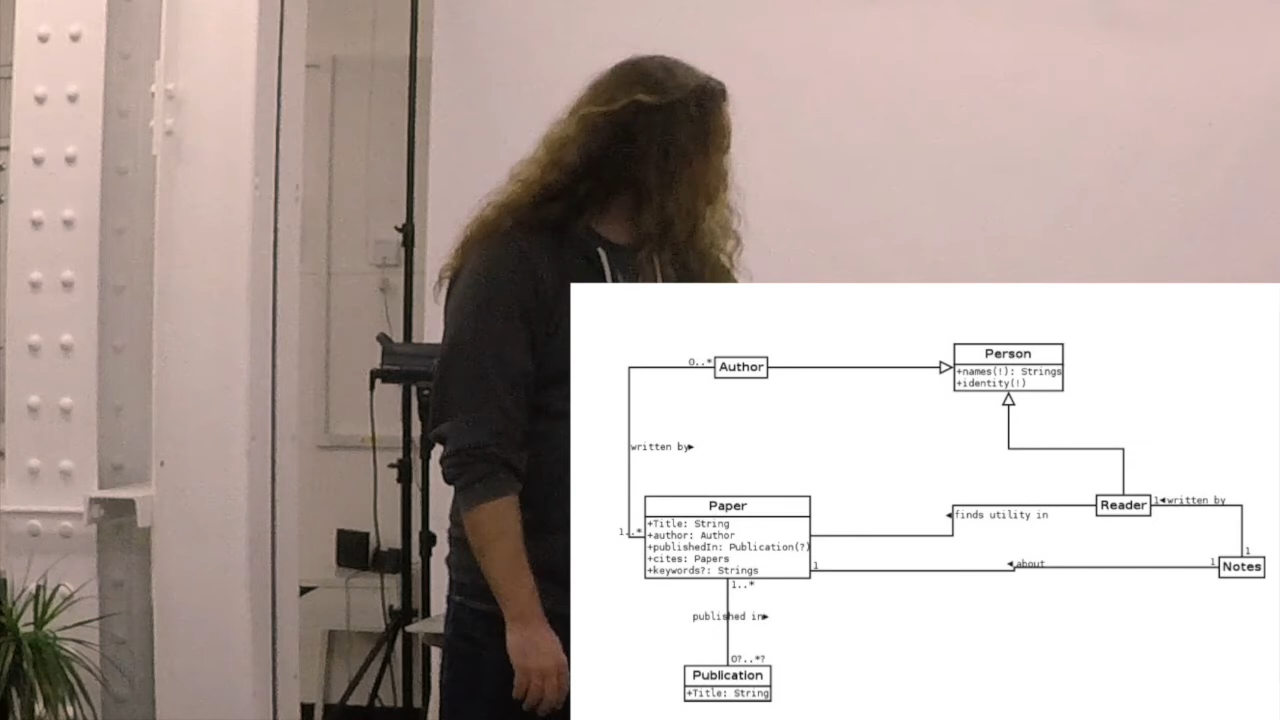 Person
+names(!): Strings
+identity(!)
0..*
Author
written by
Reader
1
written by
finds utility in
Paper
+Title: String
+author: Author
+publishedIn: Publication(?)
+cites: Papers
+keywords?: Strings
1..*
1
about
1
1
Notes
1..*
published in
0?..*?
Publication
+Title: String